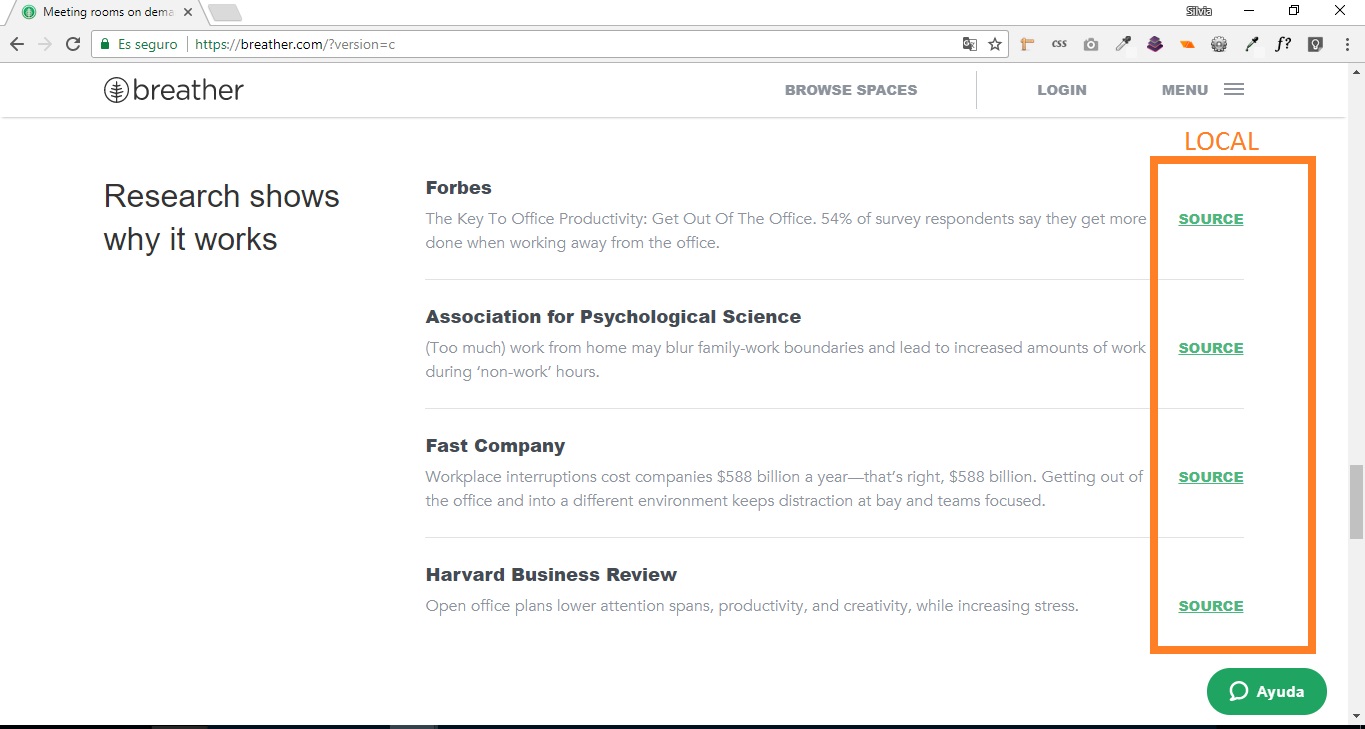 Meeting rooms on dema
Silvia
Es seguro https://breather.com/?version=c
CSS
f?
breather
BROWSE SPACES
LOGIN
MENU
LOCAL
Research shows
why it works
Forbes
The Key To Office Productivity: Get Out Of The Office. 54% of survey respondents say they get more
done when working away from the office.
SOURCE
Association for Psychological Science
(Too much) work from home may blur family-work boundaries and lead to increased amounts of work
during ‘non-work’ hours.
SOURCE
Fast Company
Workplace interruptions cost companies $588 billion a year—that’s right, $588 billion. Getting out of
the office and into a different environment keeps distraction at bay and teams focused.
SOURCE
Harvard Business Review
Open office plans lower attention spans, productivity, and creativity, while increasing stress.
SOURCE
Ayuda